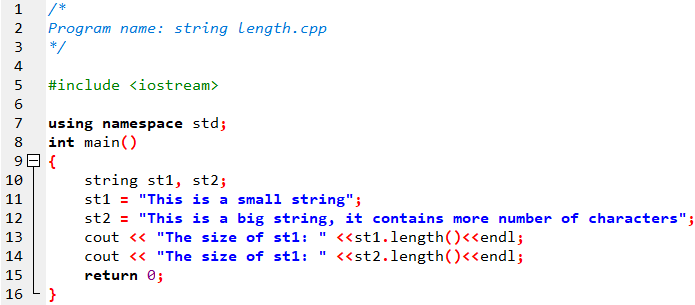 1 /*
2 Program name: string length.cpp
3 */
4
5 #include <iostream>
6
7 using namespace std;
8 int main()
9 {
10 string st1, st2;
11 st1 = "This is a small string";
12 st2 = "This is a big string, it contains more number of characters";
13 cout << "The size of st1: " <<st1.length()<<endl;
14 cout << "The size of st1: " <<st2.length()<<endl;
15 return 0;
16 }